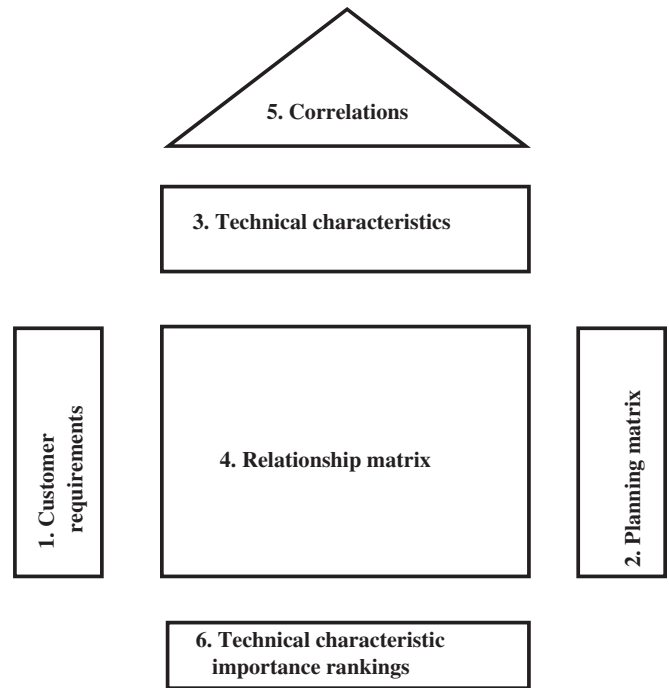 5. Correlations
3. Technical characteristics
1. Customer
requirements
4. Relationship matrix
2. Planning matrix
6. Technical characteristic
importance rankings